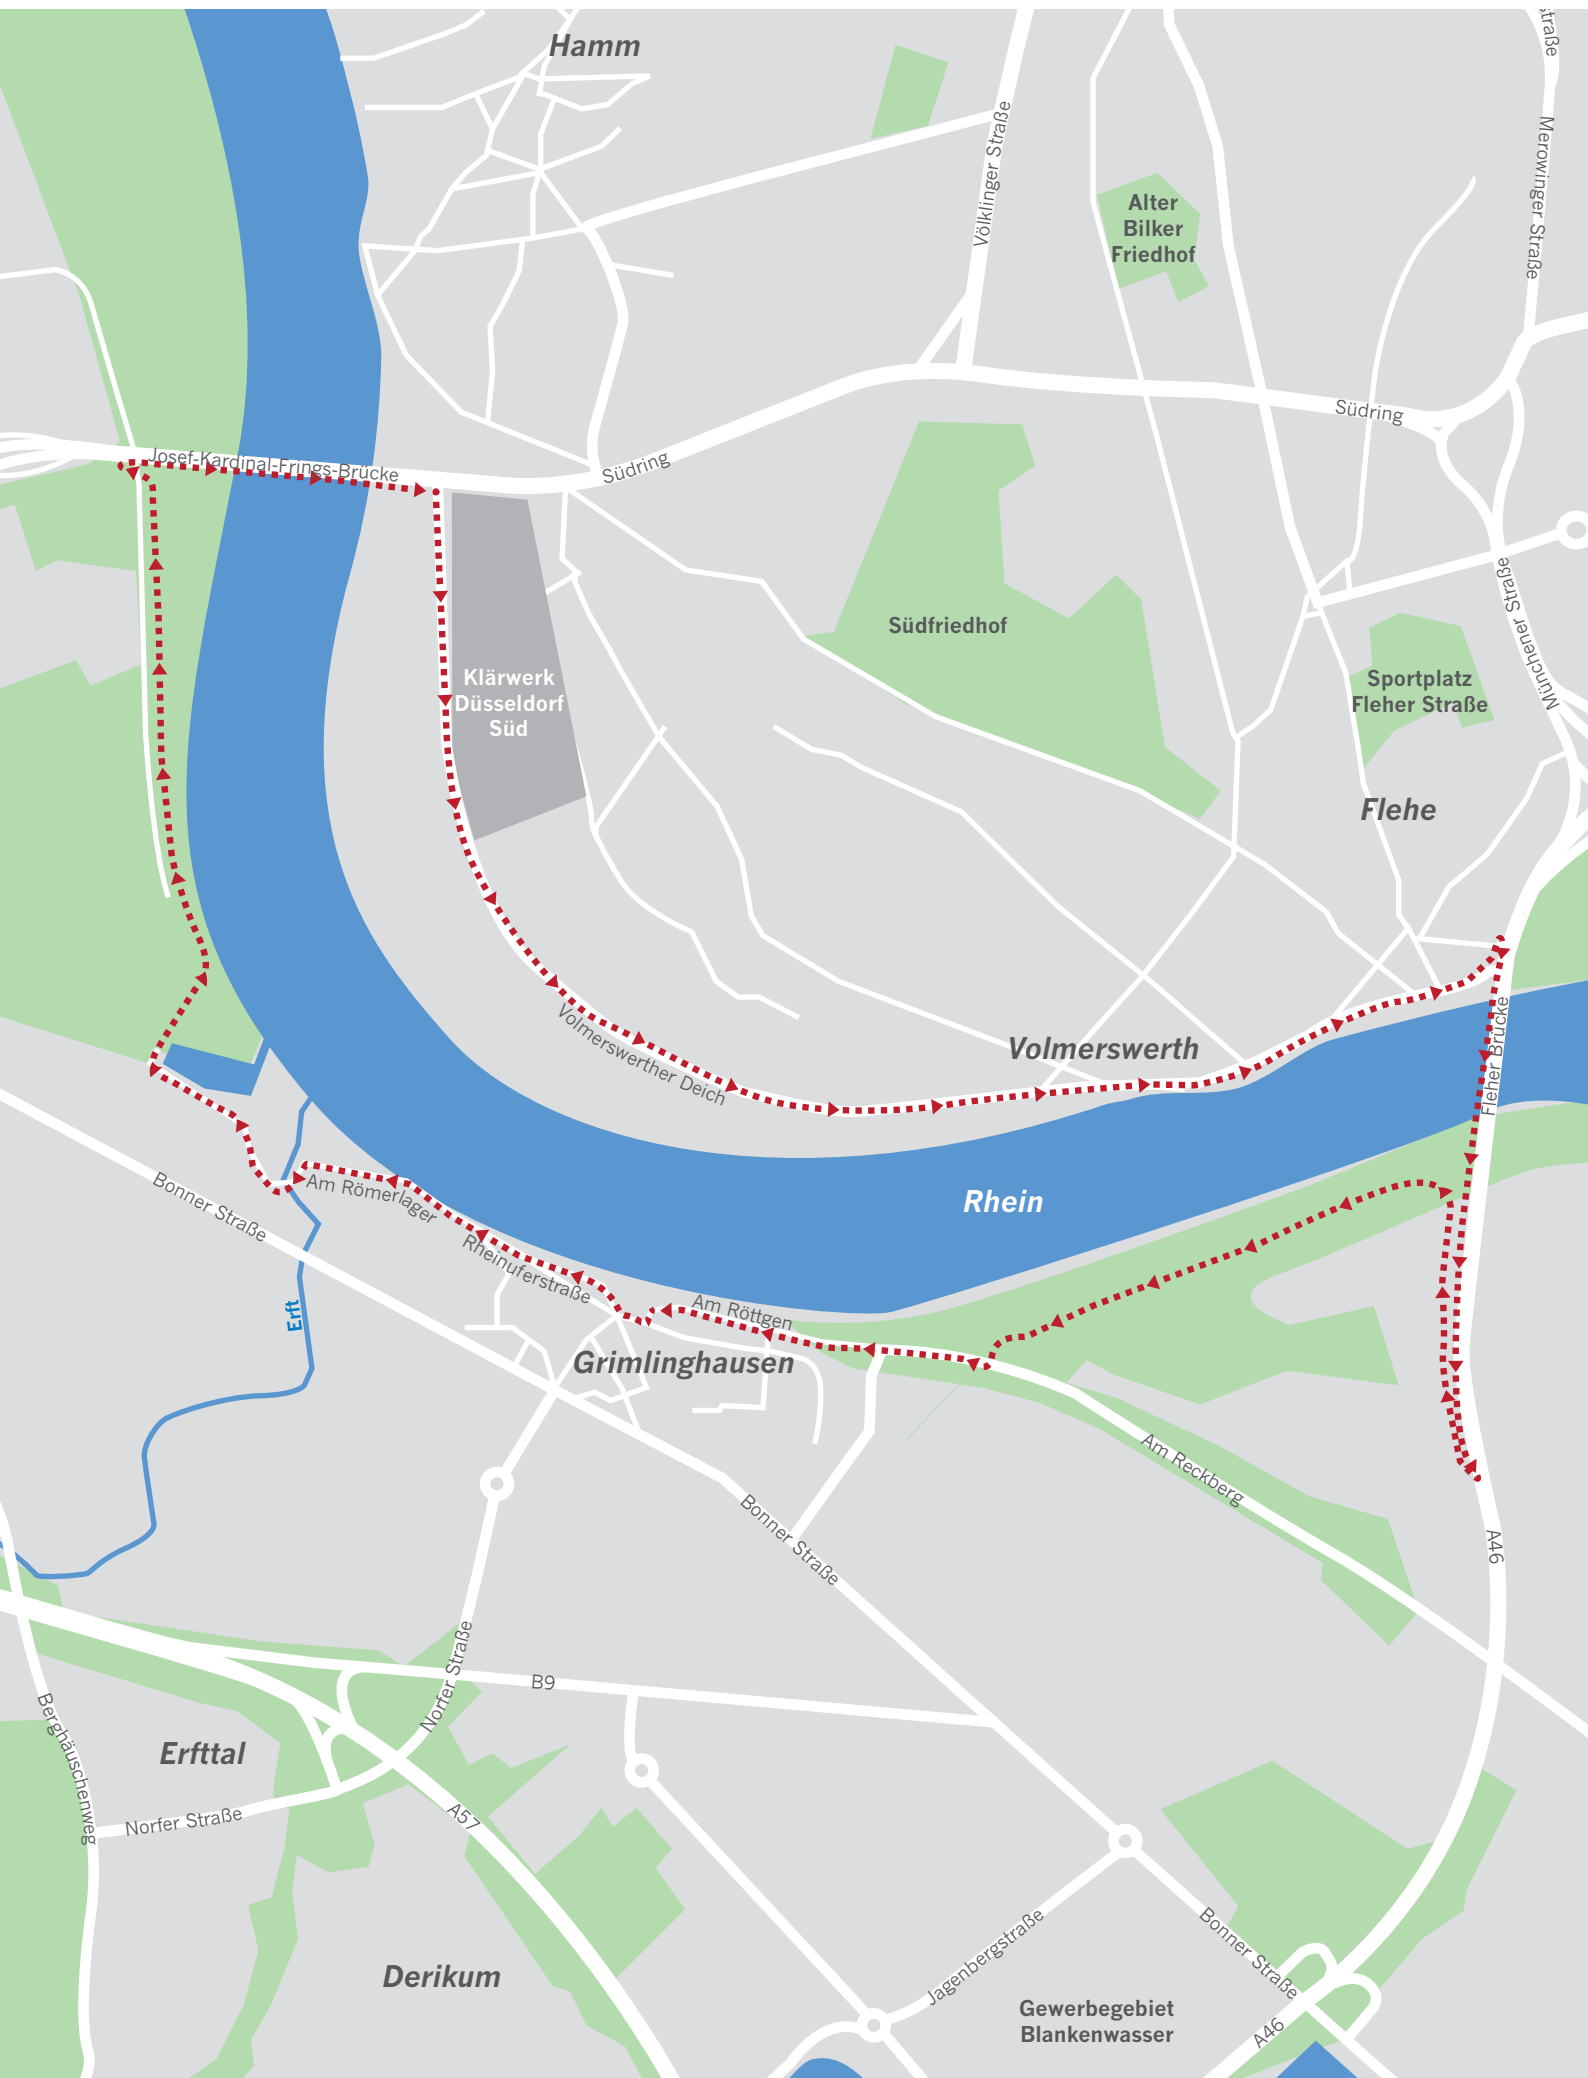 Hamm
straße
Merowinger Straße
Völklinger Straße
Alter
Bilker
Friedhof
Südring
Josef-Kardinal-Frings-Brücke
Südring
Münchener Straße
Südfriedhof
Klärwerk
Düsseldorf
Süd
Sportplatz
Fleher Straße
Flehe
Volmerswerther Deich
Volmerswerth
Fleher Brücke
Rhein
Bonner Straße
Am Römerlager
Rheinuferstraße
Am Röttgen
Erft
Grimlinghausen
Am Reckberg
Bonner Straße
A46
Norfer Straße
B9
Berghäuschenweg
Erfttal
Norfer Straße
A57
Derikum
Jagenbergstraße
Bonner Straße
Gewerbegebiet
Blankenwasser
A46